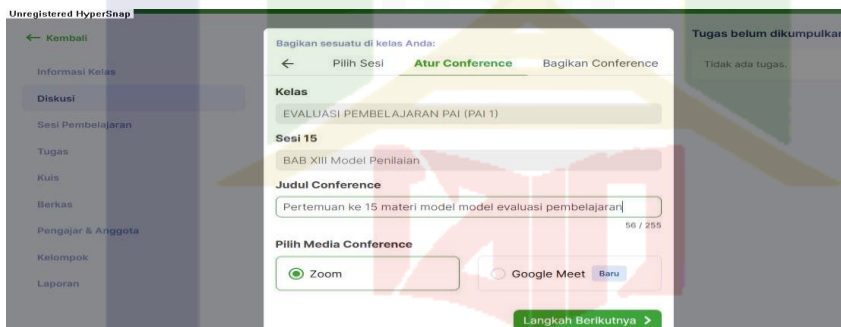 Unregistered HyperSnap
← Kembali
Informasi Kelas
Diskusi
Sesi Pembelajaran
Tugas
Kuis
Berkas
Pengajar & Anggota
Kelompok
Laporan
Bagikan sesuatu di kelas Anda:
← Pilih Sesi Atur Conference Bagikan Conference
Kelas
EVALUASI PEMBELAJARAN PAI (PAI 1)
Sesi 15
BAB XIII Model Penilaian
Judul Conference
Pertemuan ke 15 materi model model evaluasi pembelajaran
56 / 255
Pilih Media Conference
Zoom
Google Meet Baru
Langkah Berikutnya >
Tugas belum dikumpulkan
Tidak ada tugas.